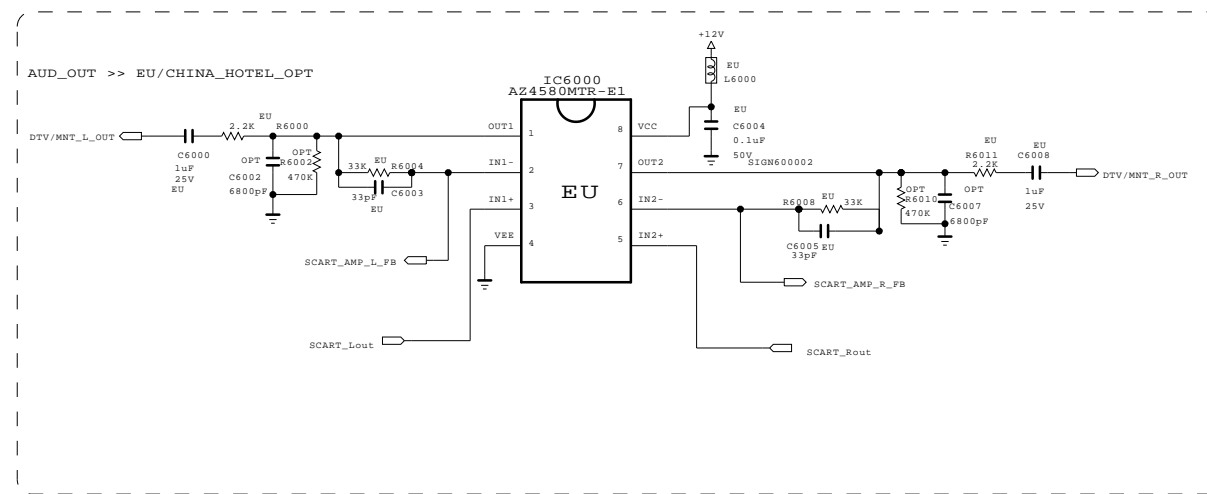 +12V
EU
L6000
AUD_OUT >> EU/CHINA_HOTEL_OPT
IC6000
AZ4580MTR-E1
EU
C6004
0.1uF
50V
EU
2.2K
R6000
DTV/MNT_L_OUT
C6000
1uF
25V
EU
OPT
C6002
6800pF
OPT
R6002
470K
33K
EU
R6004
33pF
C6003
EU
OUT1
1
IN1-
2
IN1+
3
VEE
4
EU
8
VCC
7
OUT2
6
IN2-
5
IN2+
SIGN600002
R6008
EU
33K
C6005
EU
33pF
OPT
R6010
470K
OPT
C6007
6800pF
EU
R6011
2.2K
EU
C6008
1uF
25V
DTV/MNT_R_OUT
SCART_AMP_L_FB
SCART_AMP_R_FB
SCART_Lout
SCART_Rout